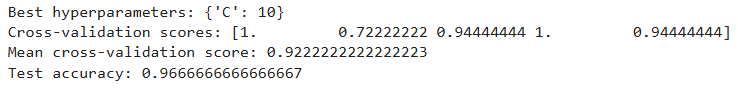 Best hyperparameters: {'C': 10}
Cross-validation scores: [1.         0.72222222 0.94444444 1.         0.94444444]
Mean cross-validation score: 0.9222222222222223
Test accuracy: 0.9666666666666667